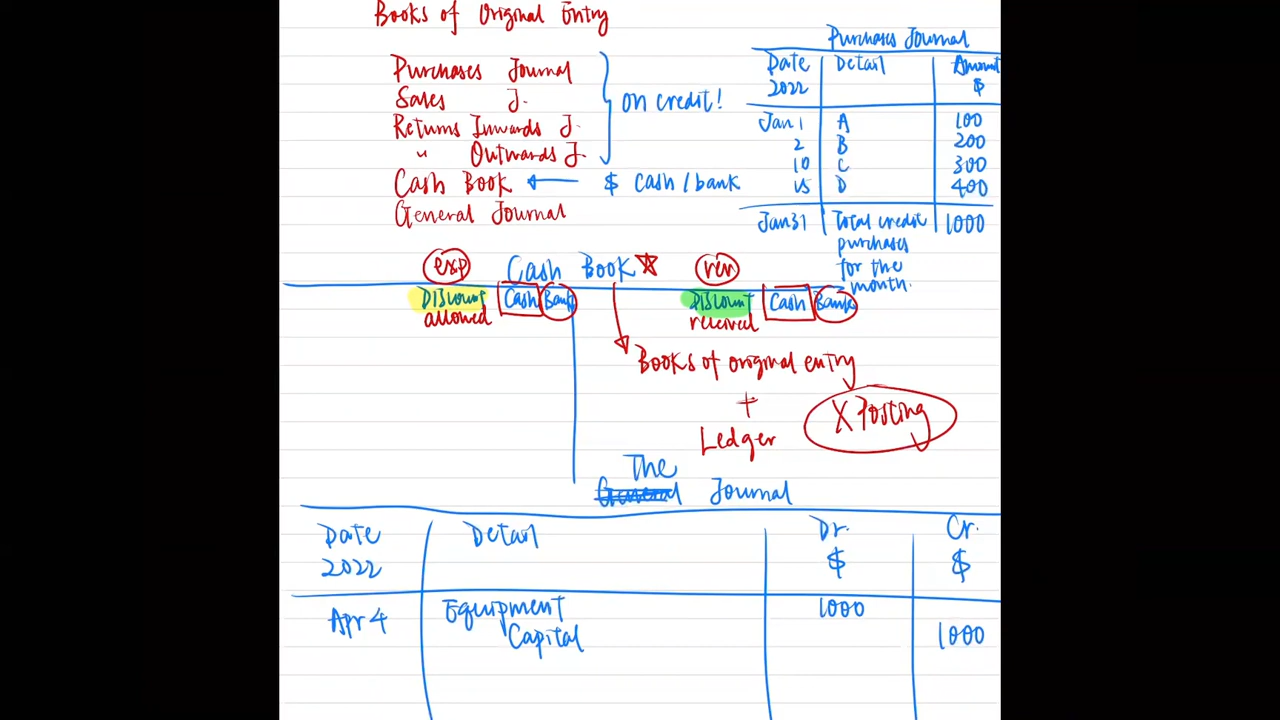 Books of Original Entry
Purchases Journal
Sales J.
Returns Inwards J.
" Outwards J.
on credit!
Cash Book ← $ Cash / bank
General Journal
Purchases Journal
Date Detail Amount
2022 $
Jan 1 A 100
2 B 200
10 C 300
15 D 400
Jan 31 Total credit 1000
purchases
for the
month.
exp Cash Book rev
Discount Cash Bank Discount Cash Bank
allowed received
Books of original entry
+
Ledger
X Posting
The
General Journal
Date Detail Dr. Cr.
2022 $ $
Apr 4 Equipment 1000
Capital 1000